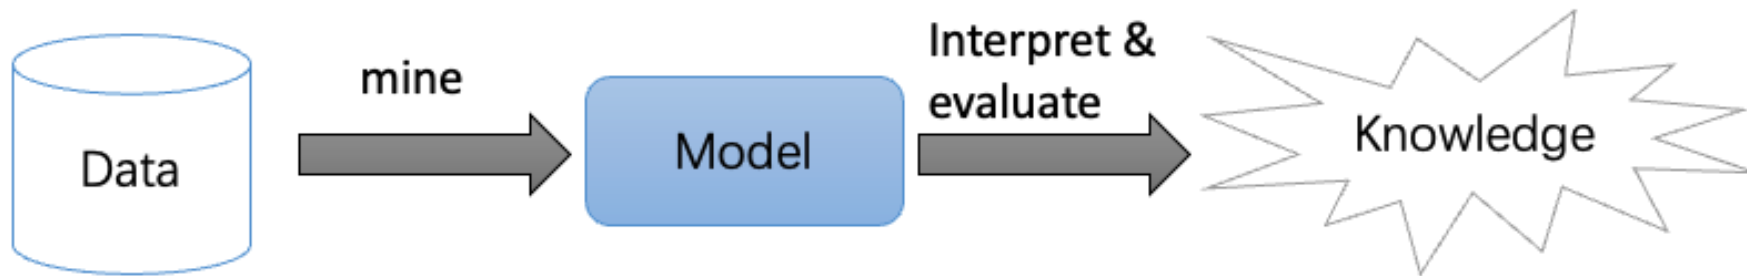 Data
mine
Model
Interpret &
evaluate
Knowledge